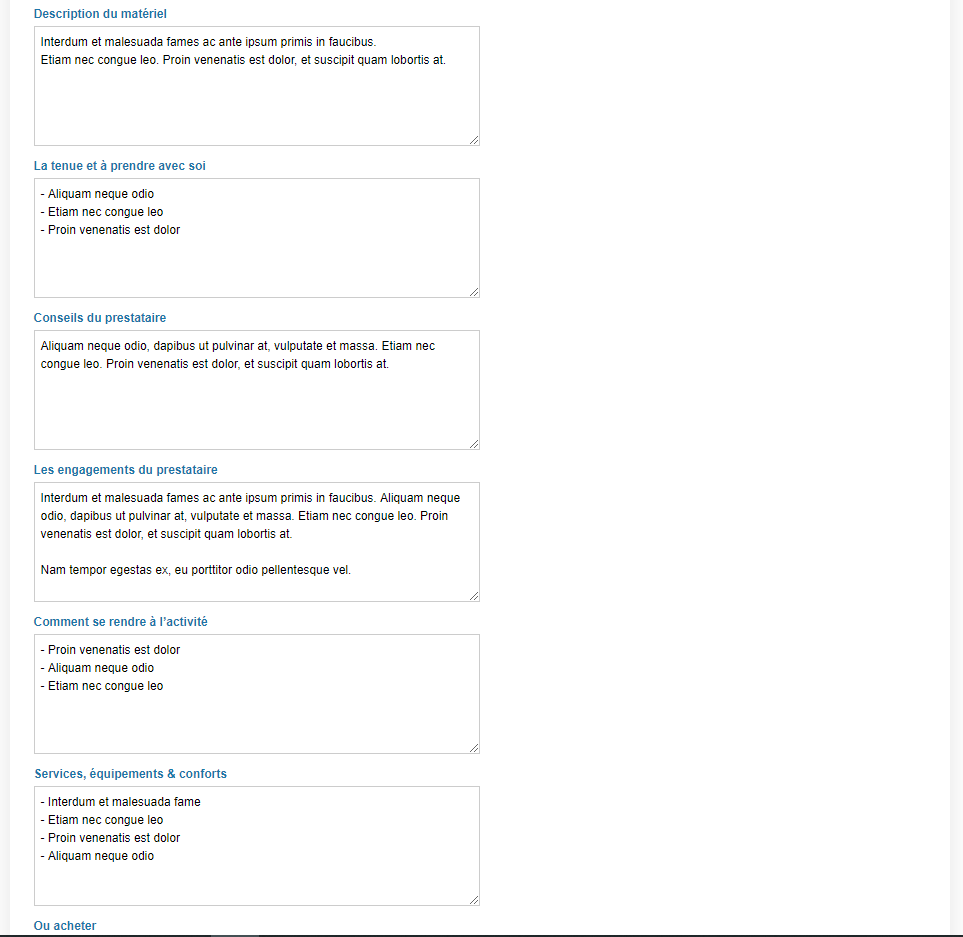 Description du matériel
Interdum et malesuada fames ac ante ipsum primis in faucibus.
Etiam nec congue leo. Proin venenatis est dolor, et suscipit quam lobortis at.
La tenue et à prendre avec soi
- Aliquam neque odio
- Etiam nec congue leo
- Proin venenatis est dolor
Conseils du prestataire
Aliquam neque odio, dapibus ut pulvinar at, vulputate et massa. Etiam nec
congue leo. Proin venenatis est dolor, et suscipit quam lobortis at.
Les engagements du prestataire
Interdum et malesuada fames ac ante ipsum primis in faucibus. Aliquam neque
odio, dapibus ut pulvinar at, vulputate et massa. Etiam nec congue leo. Proin
venenatis est dolor, et suscipit quam lobortis at.
Nam tempor egestas ex, eu porttitor odio pellentesque vel.
Comment se rendre à l’activité
- Proin venenatis est dolor
- Aliquam neque odio
- Etiam nec congue leo
Services, équipements & conforts
- Interdum et malesuada fame
- Etiam nec congue leo
- Proin venenatis est dolor
- Aliquam neque odio
Ou acheter